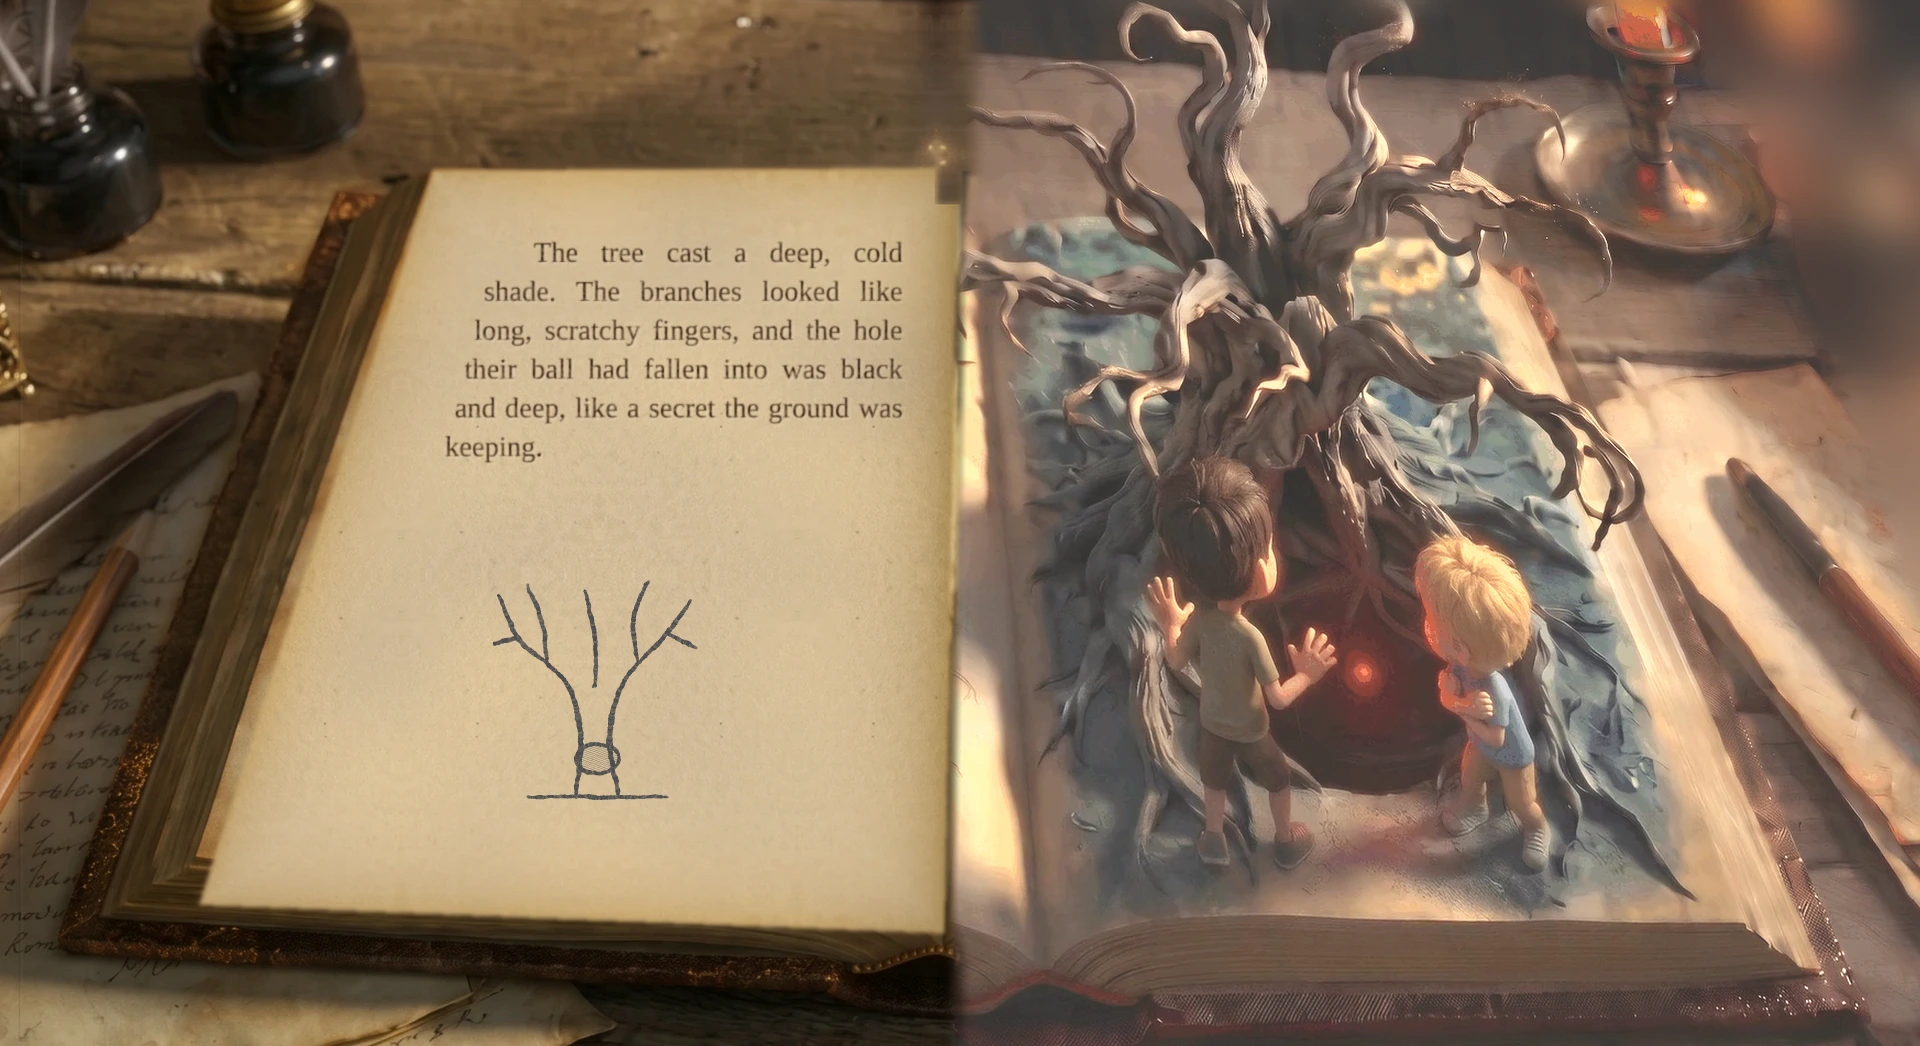 The tree cast a deep, cold
shade. The branches looked like
long, scratchy fingers, and the hole
their ball had fallen into was black
and deep, like a secret the ground was
keeping.